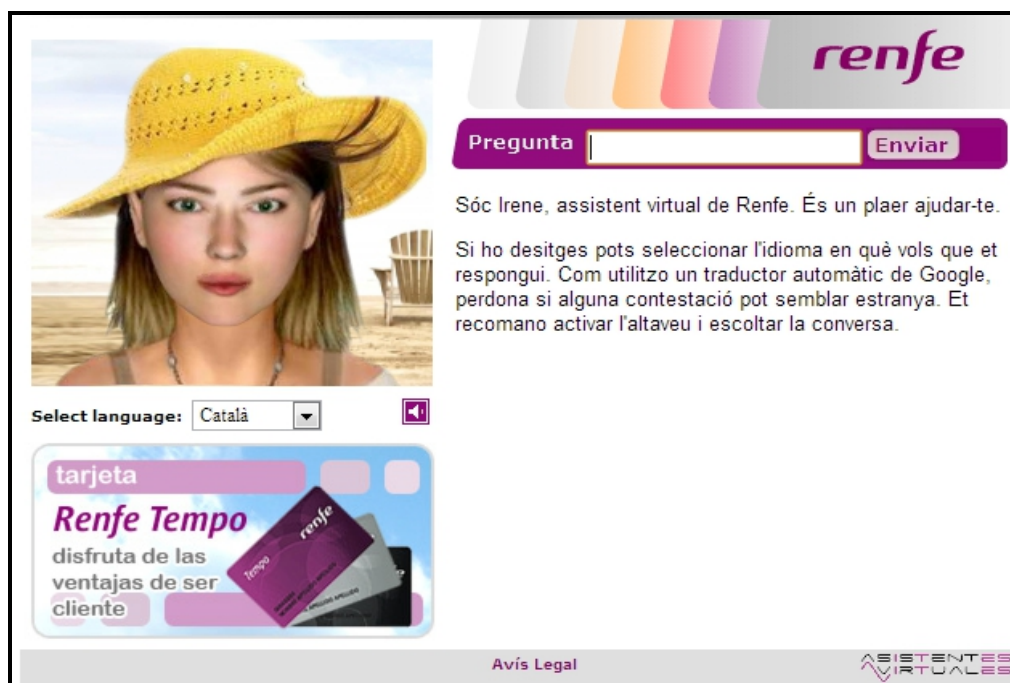 renfe
Pregunta
Enviar
Sóc Irene, assistent virtual de Renfe. És un plaer ajudar-te.
Si ho desitges pots seleccionar l'idioma en què vols que et
respongui. Com utilitzo un traductor automàtic de Google,
perdona si alguna contestació pot semblar estranya. Et
recomano activar l'altaveu i escoltar la conversa.
Select language: Català
tarjeta
Renfe Tempo
disfruta de las
ventajas de ser
cliente
Tempo renfe
Avís Legal
ASISTENTES
VIRTUALES